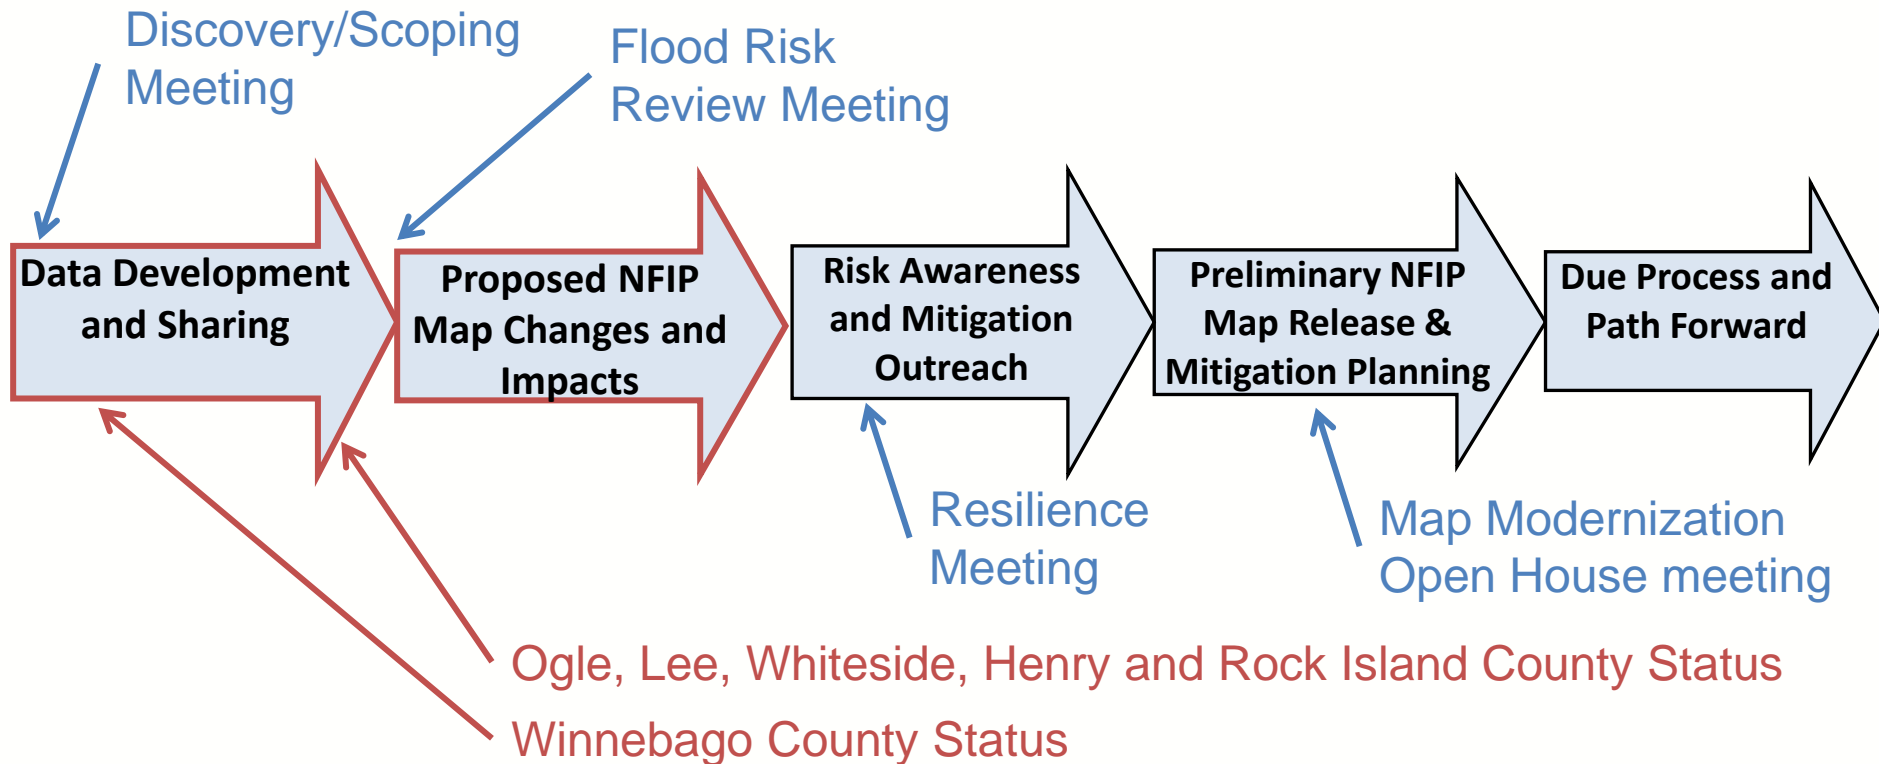 Discovery/Scoping
Meeting
Flood Risk
Review Meeting
Data Development
and Sharing
Proposed NFIP
Map Changes and
Impacts
Risk Awareness
and Mitigation
Outreach
Preliminary NFIP
Map Release &
Mitigation Planning
Due Process and
Path Forward
Resilience
Meeting
Map Modernization
Open House meeting
Ogle, Lee, Whiteside, Henry and Rock Island County Status
Winnebago County Status